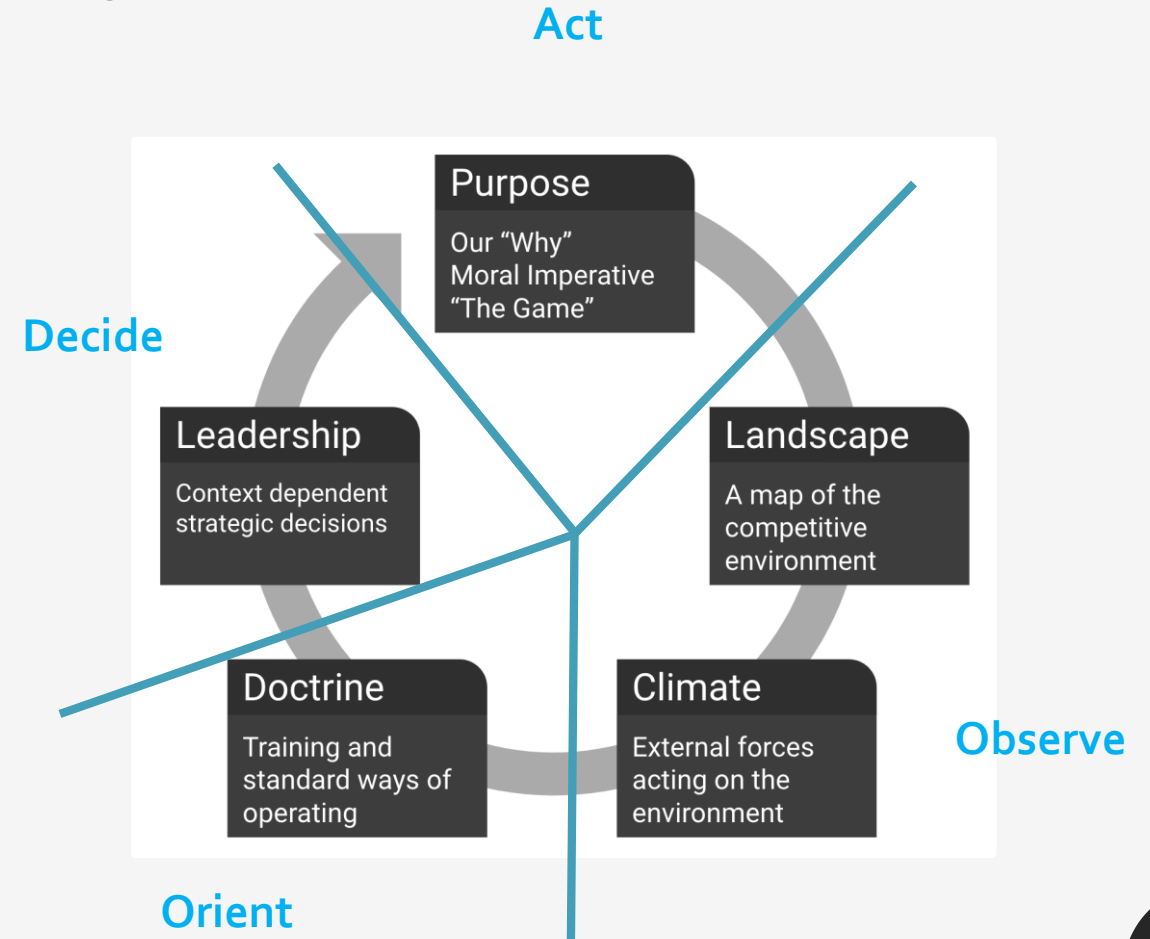 Act
Purpose
Our “Why”
Moral Imperative
“The Game”
Decide
Leadership
Context dependent
strategic decisions
Landscape
A map of the
competitive
environment
Doctrine
Training and
standard ways of
operating
Climate
External forces
acting on the
environment
Observe
Orient